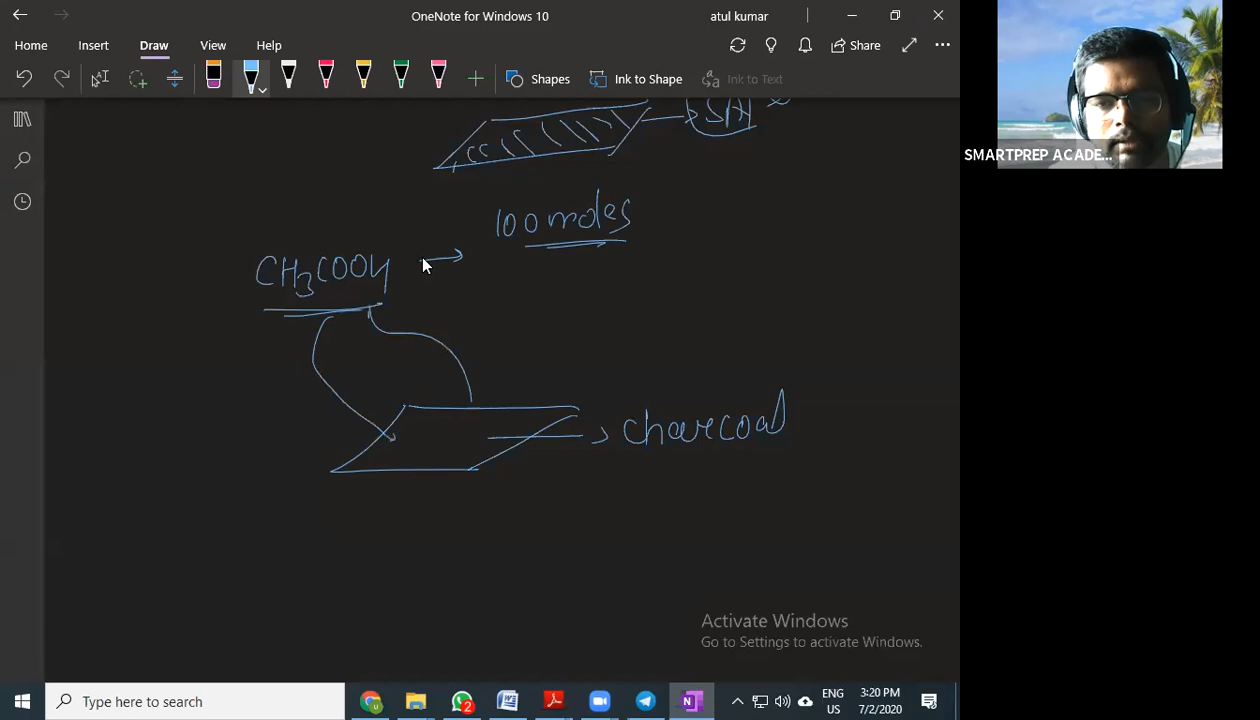 OneNote for Windows 10
atul kumar
Home Insert Draw View Help
Share
Shapes
Ink to Shape
Ink to Text
SMARTPREP ACADE...
100 moles
CH3COOH →
→ charcoal
Activate Windows
Go to Settings to activate Windows.
Type here to search
2
ENG
US
3:20 PM
7/2/2020